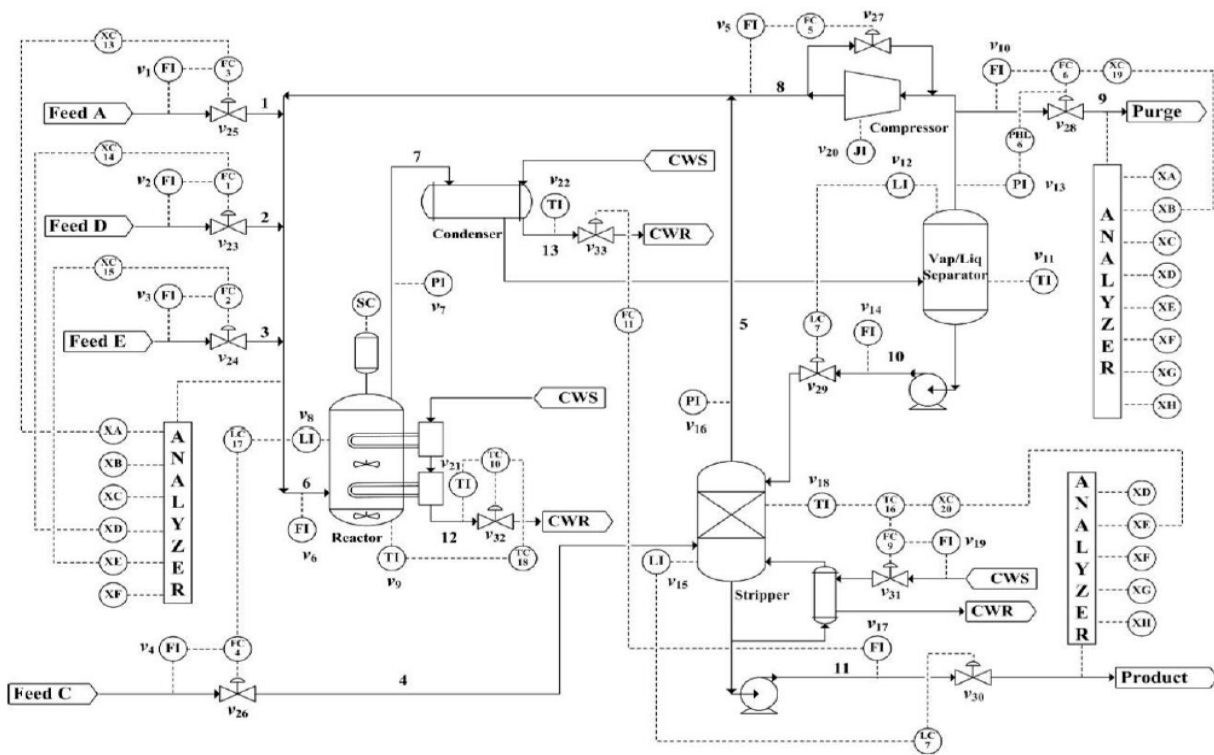 v5 FI FC 5 v27
XC 13
v10
v1 FI FC 3
8
FI FC 6 XC 19
9
Feed A
1
v25
Compressor
v28
Purge
XC 14
v20 JI
PHL 6
7
CWS
v12
v2 FI FC 1
v22
LI
PI v13
XA
TI
XB
Feed D
2
v23
Condenser
13
v33
CWR
XC
XC 15
Vap/Liq
Separator
v11
TI
ANALYZER
XD
v3 FI FC 2
PI
v7
XE
SC
FC 11
5
LC 7
v14
FI
XF
Feed E
3
v24
10
XG
v29
XH
CWS
PI
v16
v8
XA
LC 17
LI
v21
TC 10
ANALYZER
XB
TI
v18
XD
XC
6
TI
TC 16
XC 20
ANALYZER
XE
XD
FI
v6
Reactor
12
v32
CWR
FC 9
FI v19
XF
XE
TI
v9
TC 18
LI
v15
CWS
XG
XF
Stripper
v31
XH
CWR
v4 FI FC 4
v17
FI
Feed C
v26
4
11
v30
Product
LC 7